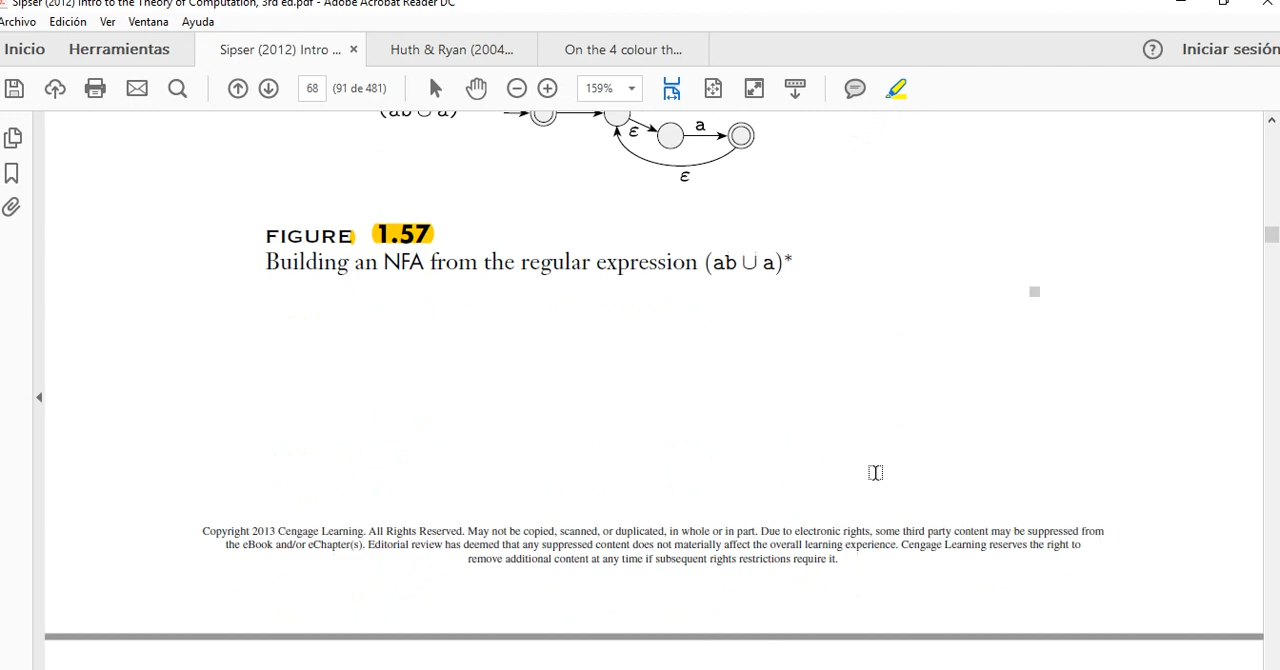 Sipser (2012) Intro to the Theory of Computation, 3rd ed.pdf - Adobe Acrobat Reader DC
Archivo Edición Ver Ventana Ayuda
Inicio Herramientas Sipser (2012) Intro ... × Huth & Ryan (2004... On the 4 colour th... ? Iniciar sesión
68 (91 de 481) 159%
(ab ∪ a)*
ε a
ε
FIGURE 1.57
Building an NFA from the regular expression (ab ∪ a)*
Copyright 2013 Cengage Learning. All Rights Reserved. May not be copied, scanned, or duplicated, in whole or in part. Due to electronic rights, some third party content may be suppressed from
the eBook and/or eChapter(s). Editorial review has deemed that any suppressed content does not materially affect the overall learning experience. Cengage Learning reserves the right to
remove additional content at any time if subsequent rights restrictions require it.